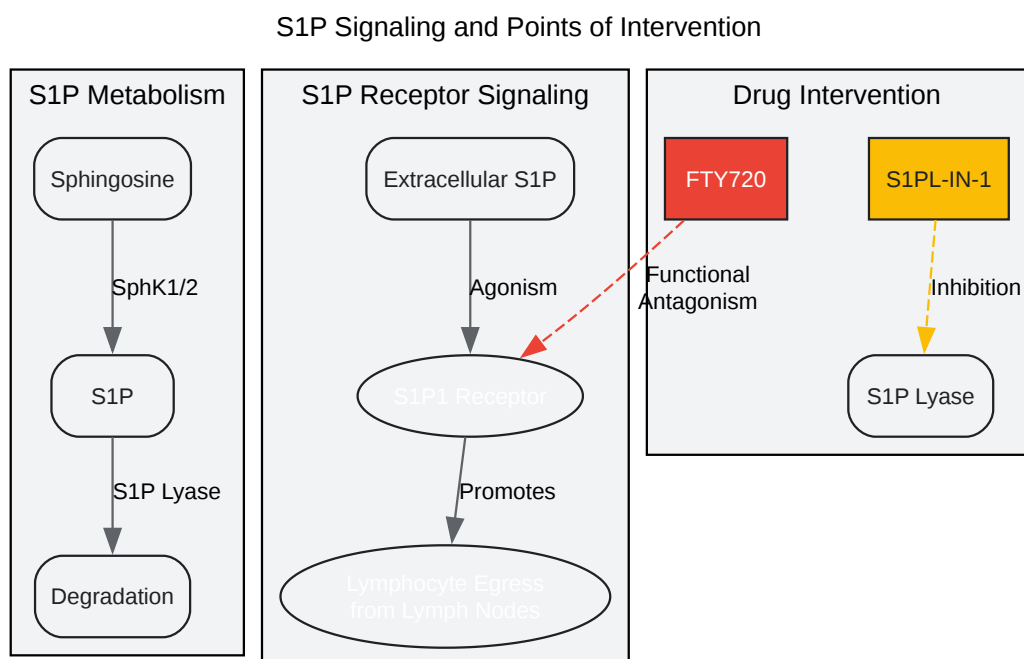 S1P Signaling and Points of Intervention
S1P Metabolism
Sphingosine
SphK1/2
S1P
S1P Lyase
Degradation
S1P Receptor Signaling
Extracellular S1P
Agonism
S1P1 Receptor
Promotes
Lymphocyte Egress
from Lymph Nodes
Drug Intervention
FTY720
S1PL-IN-1
Functional
Antagonism
Inhibition
S1P Lyase